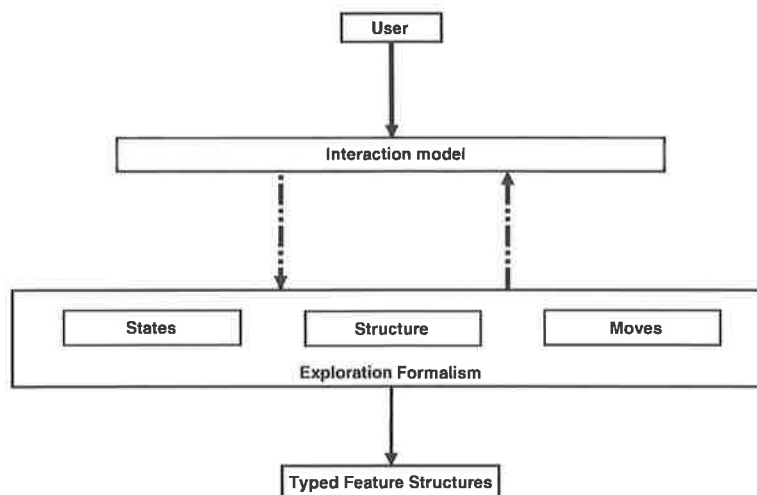 User
Interaction model
States
Structure
Moves
Exploration Formalism
Typed Feature Structures